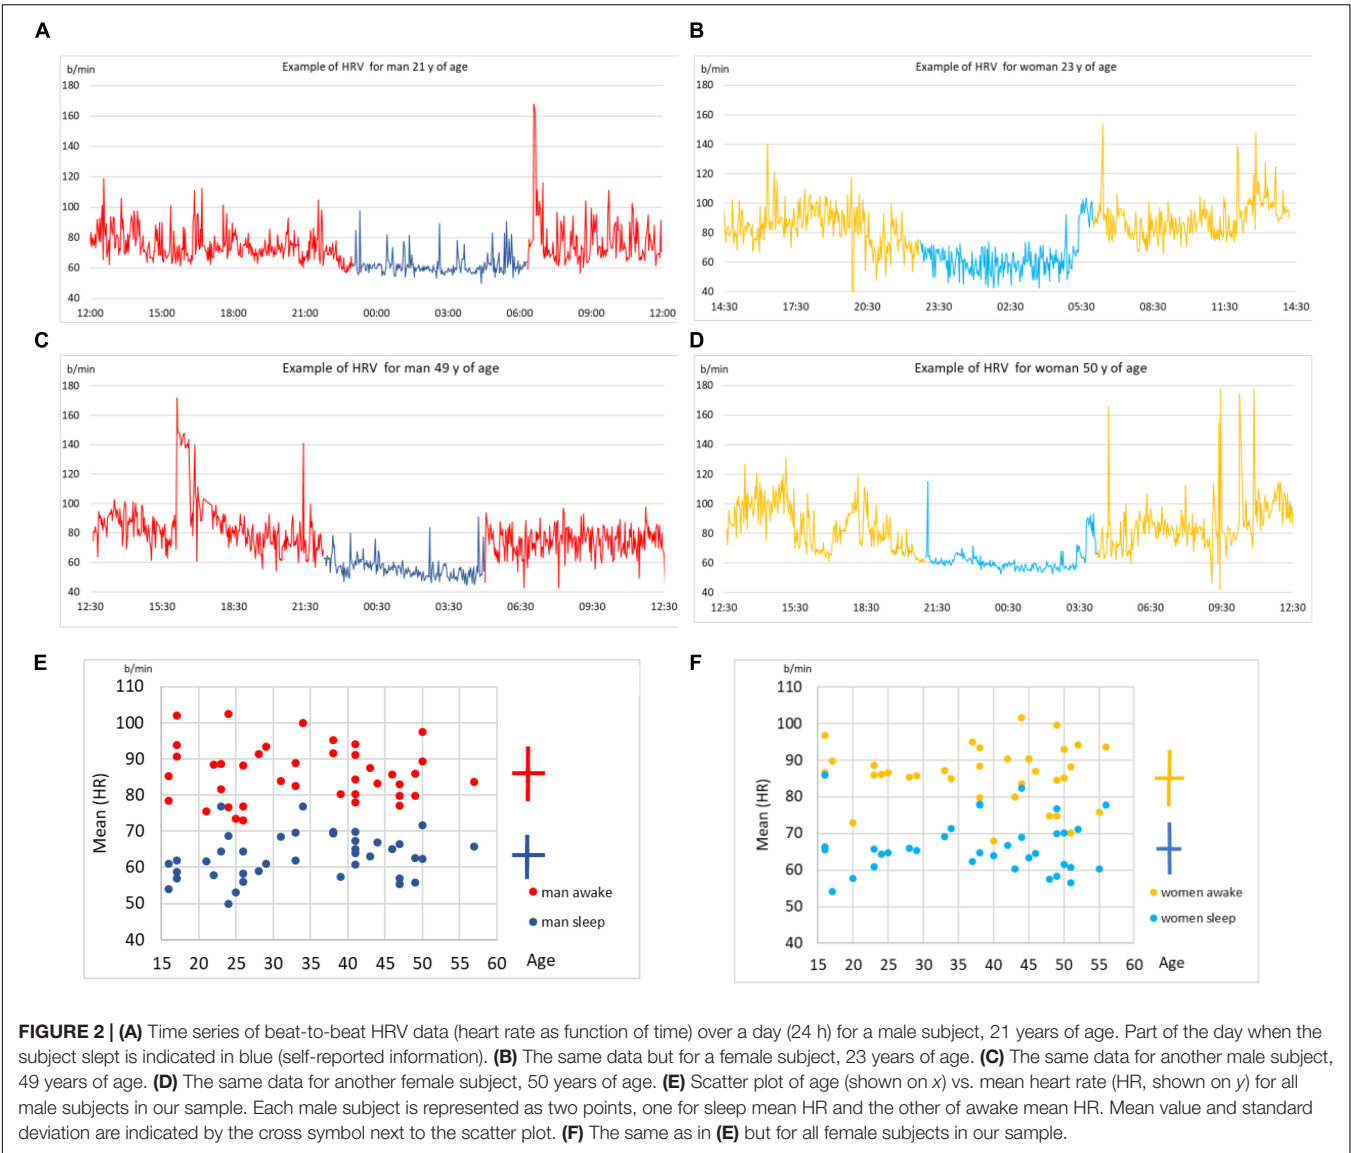 A
Example of HRV for man 21 y of age
b/min
180
160
140
120
100
80
60
40
12:00 15:00 18:00 21:00 00:00 03:00 06:00 09:00 12:00
B
Example of HRV for woman 23 y of age
b/min
180
160
140
120
100
80
60
40
14:30 17:30 20:30 23:30 02:30 05:30 08:30 11:30 14:30
C
Example of HRV for man 49 y of age
b/min
180
160
140
120
100
80
60
40
12:30 15:30 18:30 21:30 00:30 03:30 06:30 09:30 12:30
D
Example of HRV for woman 50 y of age
b/min
180
160
140
120
100
80
60
40
12:30 15:30 18:30 21:30 00:30 03:30 06:30 09:30 12:30
E
b/min
Mean (HR)
110
100
90
80
70
60
50
40
15 20 25 30 35 40 45 50 55 60 Age
man awake
man sleep
F
b/min
Mean (HR)
110
100
90
80
70
60
50
40
15 20 25 30 35 40 45 50 55 60 Age
women awake
women sleep
FIGURE 2 | (A) Time series of beat-to-beat HRV data (heart rate as function of time) over a day (24 h) for a male subject, 21 years of age. Part of the day when the
subject slept is indicated in blue (self-reported information). (B) The same data but for a female subject, 23 years of age. (C) The same data for another male subject,
49 years of age. (D) The same data for another female subject, 50 years of age. (E) Scatter plot of age (shown on x) vs. mean heart rate (HR, shown on y) for all
male subjects in our sample. Each male subject is represented as two points, one for sleep mean HR and the other of awake mean HR. Mean value and standard
deviation are indicated by the cross symbol next to the scatter plot. (F) The same as in (E) but for all female subjects in our sample.